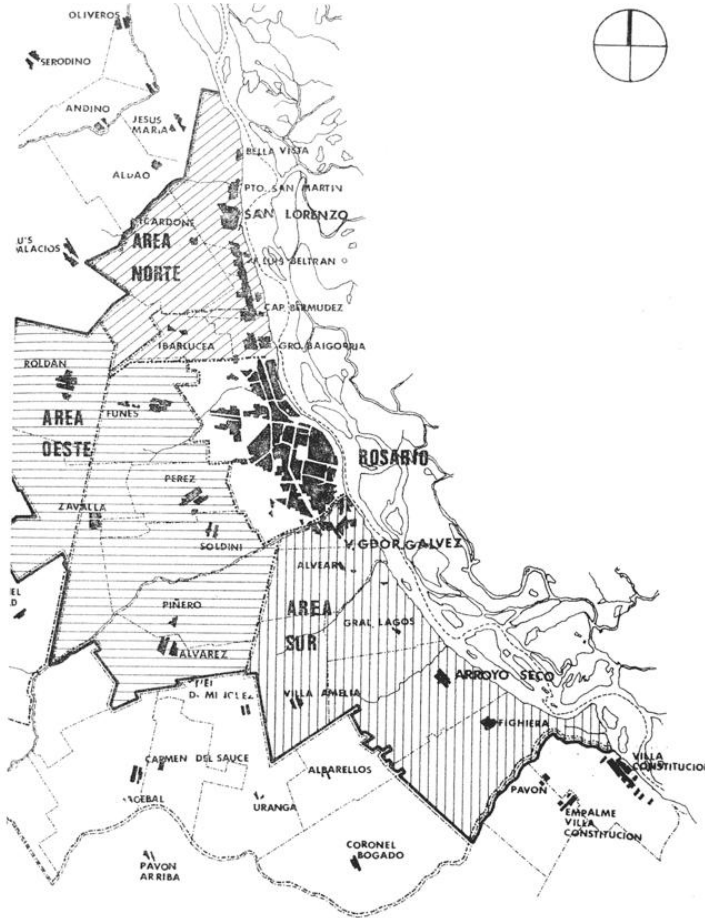 OLIVEROS
SERODINO
ANDINO
JESUS
MARIA
ALDAO
BELLA VISTA
PTO. SAN MARTIN
SAN LORENZO
RICARDONE
AREA
NORTE
LUIS BELTRAN
CAP. BERMUDEZ
IBARLUCEA
GRO. BAIGORRIA
ROLDAN
AREA
OESTE
FUNES
ROSARIO
PEREZ
ZAVALLA
SOLDINI
V. GDOR. GALVEZ
ALVEAR
PIÑERO
AREA
SUR
GRAL. LAGOS
ALVAREZ
ARROYO SECO
VILLA AMELIA
FIGHIERA
CARMEN DEL SAUCE
ALBARELLOS
VILLA
CONSTITUCION
PAVON
URANGA
EMPALME
VILLA
CONSTITUCION
CORONEL
BOGADO
PAVON
ARRIBA